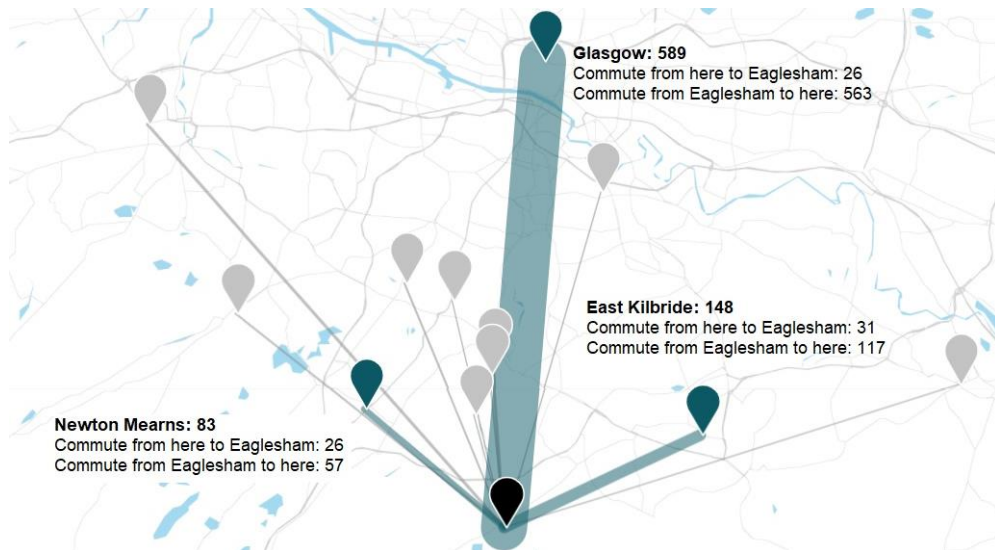 Glasgow: 589
Commute from here to Eaglesham: 26
Commute from Eaglesham to here: 563
East Kilbride: 148
Commute from here to Eaglesham: 31
Commute from Eaglesham to here: 117
Newton Mearns: 83
Commute from here to Eaglesham: 26
Commute from Eaglesham to here: 57